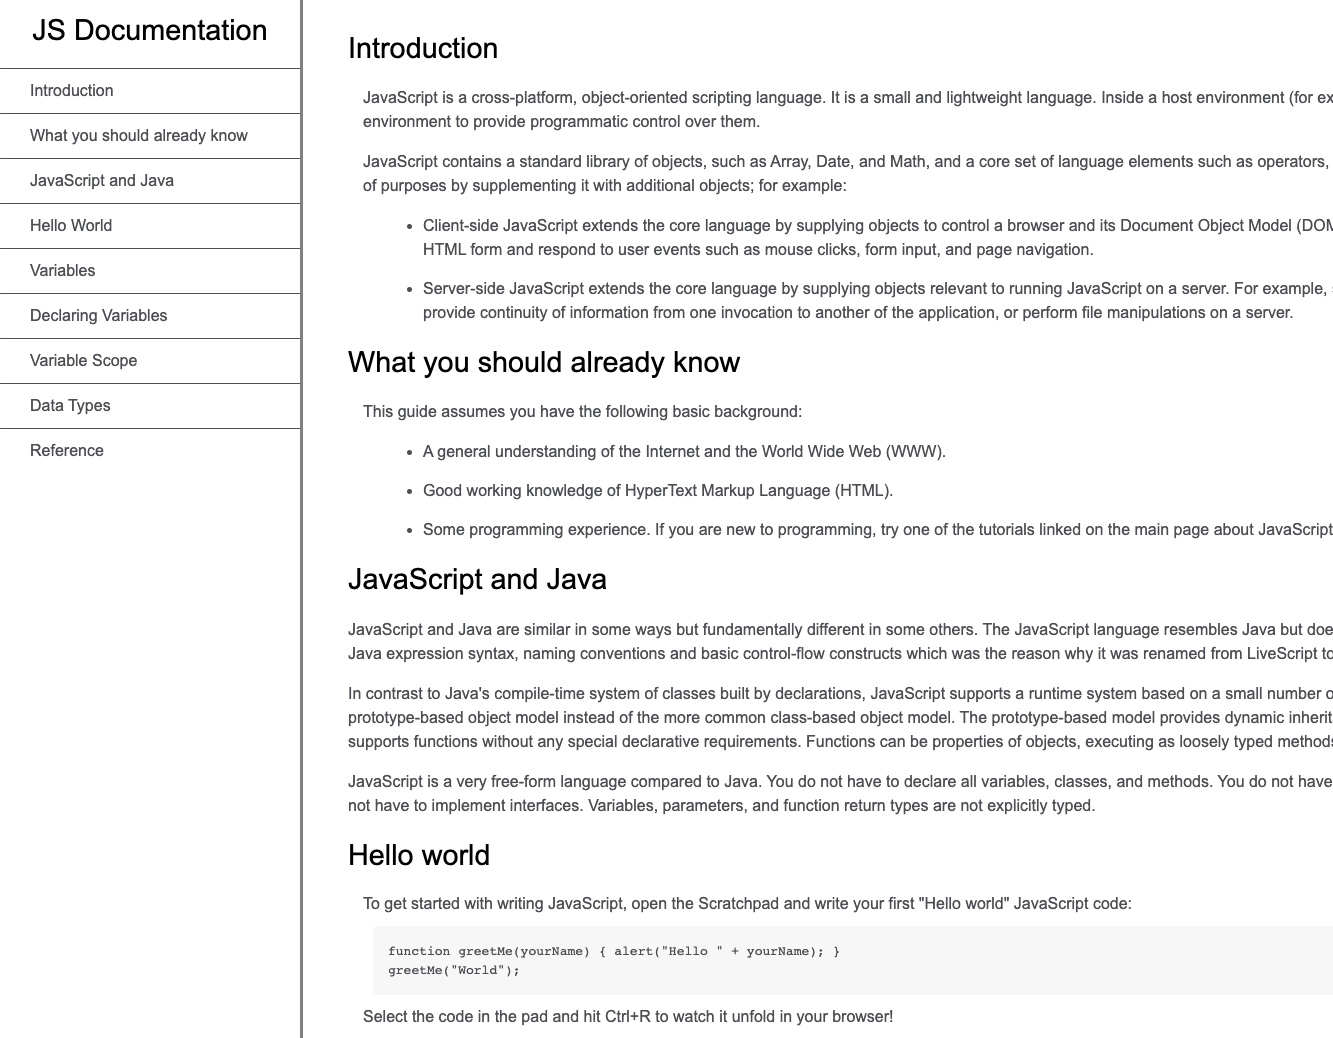 JS Documentation
Introduction
What you should already know
JavaScript and Java
Hello World
Variables
Declaring Variables
Variable Scope
Data Types
Reference
Introduction
JavaScript is a cross-platform, object-oriented scripting language. It is a small and lightweight language. Inside a host environment (for
environment to provide programmatic control over them.
JavaScript contains a standard library of objects, such as Array, Date, and Math, and a core set of language elements such as operators,
of purposes by supplementing it with additional objects; for example:
• Client-side JavaScript extends the core language by supplying objects to control a browser and its Document Object Model (DOM
HTML form and respond to user events such as mouse clicks, form input, and page navigation.
• Server-side JavaScript extends the core language by supplying objects relevant to running JavaScript on a server. For example,
provide continuity of information from one invocation to another of the application, or perform file manipulations on a server.
What you should already know
This guide assumes you have the following basic background:
• A general understanding of the Internet and the World Wide Web (WWW).
• Good working knowledge of HyperText Markup Language (HTML).
• Some programming experience. If you are new to programming, try one of the tutorials linked on the main page about JavaScript
JavaScript and Java
JavaScript and Java are similar in some ways but fundamentally different in some others. The JavaScript language resembles Java but doe
Java expression syntax, naming conventions and basic control-flow constructs which was the reason why it was renamed from LiveScript to
In contrast to Java's compile-time system of classes built by declarations, JavaScript supports a runtime system based on a small number
prototype-based object model instead of the more common class-based object model. The prototype-based model provides dynamic inherit
supports functions without any special declarative requirements. Functions can be properties of objects, executing as loosely typed methods
JavaScript is a very free-form language compared to Java. You do not have to declare all variables, classes, and methods. You do not have
not have to implement interfaces. Variables, parameters, and function return types are not explicitly typed.
Hello world
To get started with writing JavaScript, open the Scratchpad and write your first "Hello world" JavaScript code:
function greetMe(yourName) { alert("Hello " + yourName); }
greetMe("World");
Select the code in the pad and hit Ctrl+R to watch it unfold in your browser!